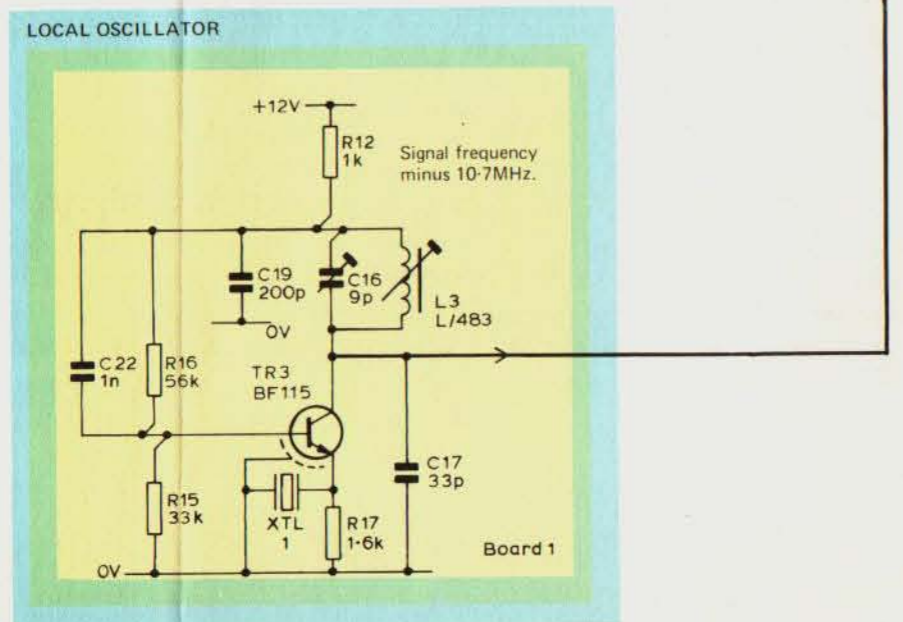 LOCAL OSCILLATOR
+12V
R12
1k
Signal frequency
minus 10·7MHz.
C19
200p
C16
9p
L3
L/483
0V
C22
1n
R16
56k
TR3
BF115
C17
33p
R15
33k
XTL
1
R17
1·6k
Board 1
0V